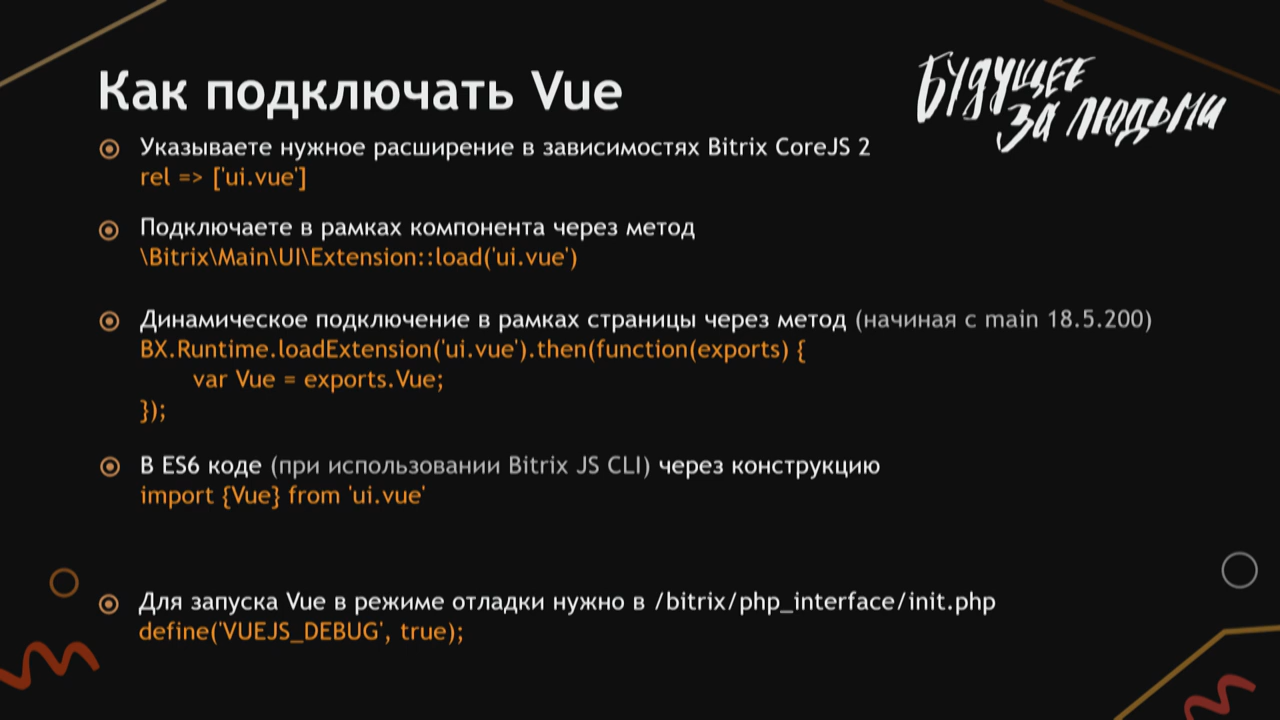 Как подключать Vue
Будущее
за людьми
Указываете нужное расширение в зависимостях Bitrix CoreJS 2
rel => ['ui.vue']
Подключаете в рамках компонента через метод
\Bitrix\Main\UI\Extension::load('ui.vue')
Динамическое подключение в рамках страницы через метод (начиная с main 18.5.200)
BX.Runtime.loadExtension('ui.vue').then(function(exports) {
var Vue = exports.Vue;
});
В ES6 коде (при использовании Bitrix JS CLI) через конструкцию
import {Vue} from 'ui.vue'
Для запуска Vue в режиме отладки нужно в /bitrix/php_interface/init.php
define('VUEJS_DEBUG', true);